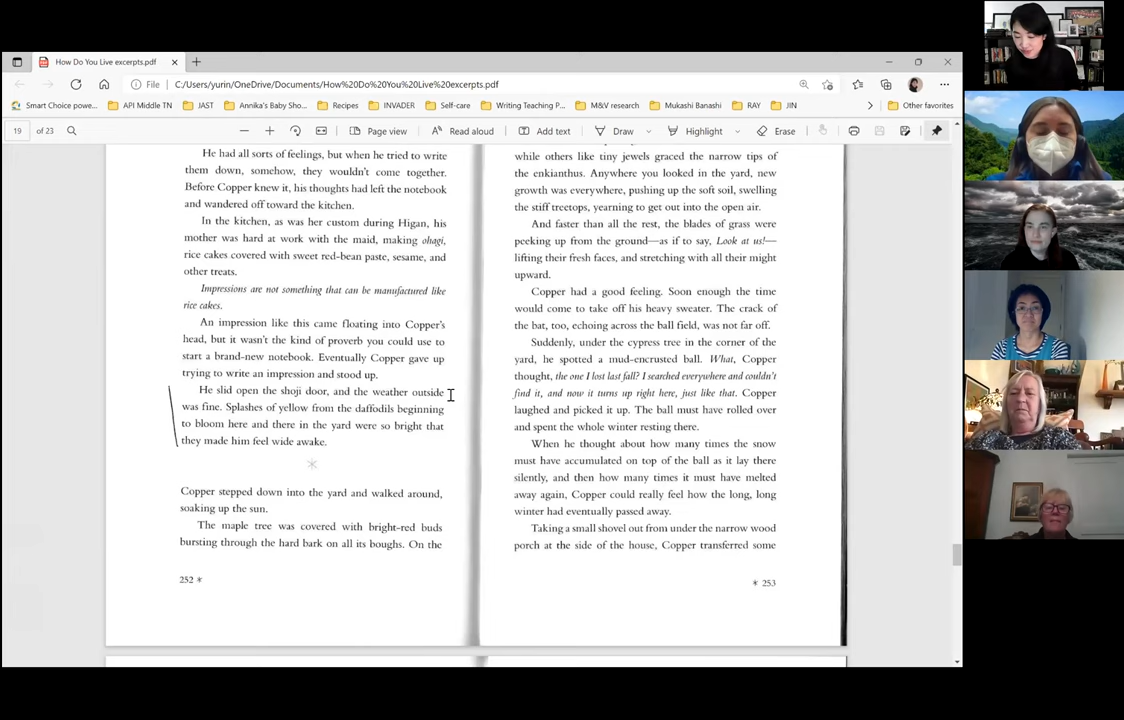 How Do You Live excerpts.pdf
File
C:/Users/yurin/OneDrive/Documents/How%20Do%20You%20Live%20excerpts.pdf
Smart Choice powe... API Middle TN JAST Annika's Baby Sho... Recipes INVADER Self-care Writing Teaching P... M&V research Mukashi Banashi RAY JIN Other favorites
19 of 23 Page view Read aloud Add text Draw Highlight Erase
He had all sorts of feelings, but when he tried to write
them down, somehow, they wouldn't come together.
Before Copper knew it, his thoughts had left the notebook
and wandered off toward the kitchen.
In the kitchen, as was her custom during Higan, his
mother was hard at work with the maid, making ohagi,
rice cakes covered with sweet red-bean paste, sesame, and
other treats.
Impressions are not something that can be manufactured like
rice cakes.
An impression like this came floating into Copper's
head, but it wasn't the kind of proverb you could use to
start a brand-new notebook. Eventually Copper gave up
trying to write an impression and stood up.
He slid open the shoji door, and the weather outside
was fine. Splashes of yellow from the daffodils beginning
to bloom here and there in the yard were so bright that
they made him feel wide awake.
Copper stepped down into the yard and walked around,
soaking up the sun.
The maple tree was covered with bright-red buds
bursting through the hard bark on all its boughs. On the
252 *
while others like tiny jewels graced the narrow tips of
the enkianthus. Anywhere you looked in the yard, new
growth was everywhere, pushing up the soft soil, swelling
the stiff treetops, yearning to get out into the open air.
And faster than all the rest, the blades of grass were
peeking up from the ground—as if to say, Look at us!—
lifting their fresh faces, and stretching with all their might
upward.
Copper had a good feeling. Soon enough the time
would come to take off his heavy sweater. The crack of
the bat, too, echoing across the ball field, was not far off.
Suddenly, under the cypress tree in the corner of the
yard, he spotted a mud-encrusted ball. What, Copper
thought, the one I lost last fall? I searched everywhere and couldn't
find it, and now it turns up right here, just like that. Copper
laughed and picked it up. The ball must have rolled over
and spent the whole winter resting there.
When he thought about how many times the snow
must have accumulated on top of the ball as it lay there
silently, and then how many times it must have melted
away again, Copper could really feel how the long, long
winter had eventually passed away.
Taking a small shovel out from under the narrow wood
porch at the side of the house, Copper transferred some
* 253